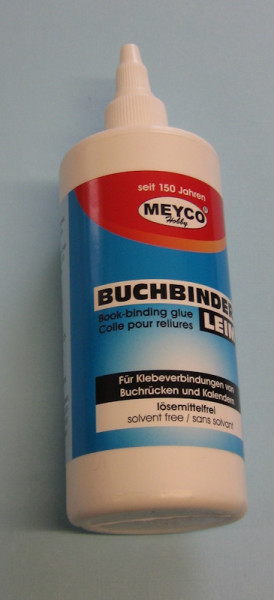 seit 150 Jahren
MEYCO
Hobby
BUCHBINDER
LEIM
Book-binding glue
Colle pour reliures
Für Klebeverbindungen von
Buchrücken und Kalendern
lösemittelfrei
solvent free / sans solvant